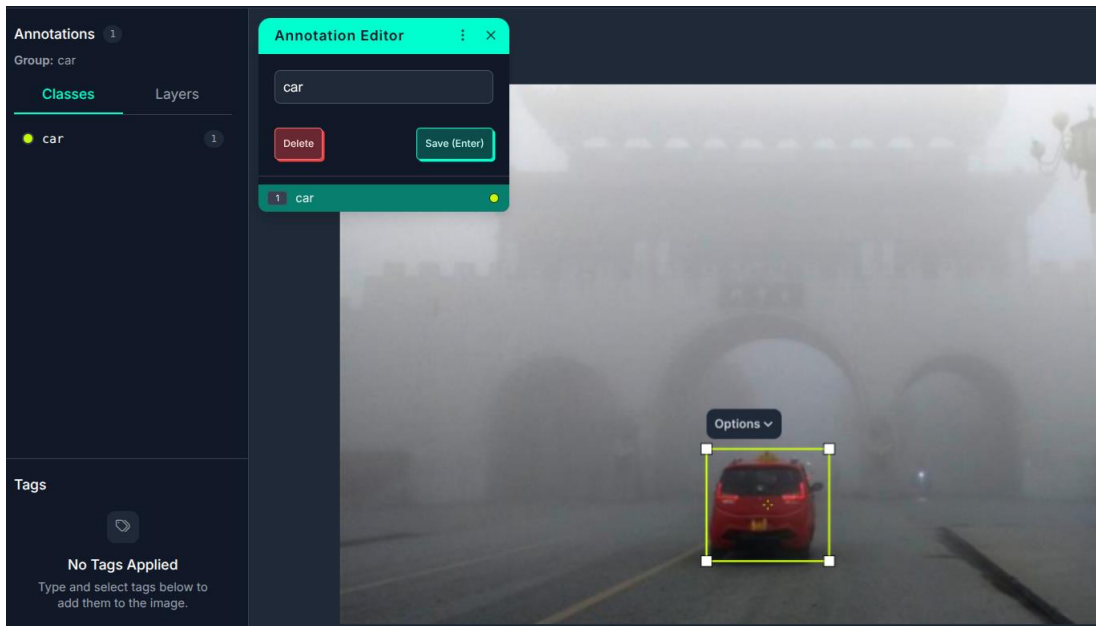 Annotations 1
Group: car
Classes Layers
car 1
Tags
No Tags Applied
Type and select tags below to
add them to the image.
Annotation Editor
car
Delete Save (Enter)
1 car
Options